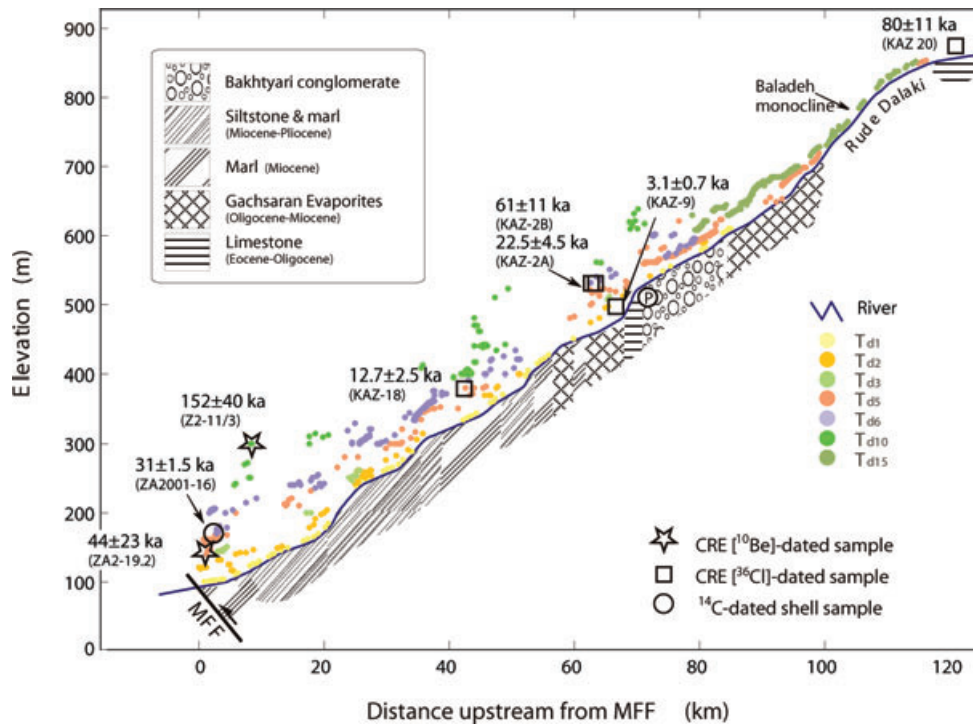 900
800
700
600
500
400
300
200
100
0
Elevation (m)
Bakhtyari conglomerate
Siltstone & marl
(Miocene-Pliocene)
Marl (Miocene)
Gachsaran Evaporites
(Oligocene-Miocene)
Limestone
(Eocene-Oligocene)
80±11 ka
(KAZ 20)
Baladeh
monocline
Rude Dalaki
3.1±0.7 ka
(KAZ-9)
61±11 ka
(KAZ-2B)
22.5±4.5 ka
(KAZ-2A)
P
12.7±2.5 ka
(KAZ-18)
152±40 ka
(Z2-11/3)
31±1.5 ka
(ZA2001-16)
44±23 ka
(ZA2-19.2)
MFF
River
Td1
Td2
Td3
Td5
Td6
Td10
Td15
CRE [¹⁰Be]-dated sample
CRE [³⁶Cl]-dated sample
¹⁴C-dated shell sample
0 20 40 60 80 100 120
Distance upstream from MFF (km)